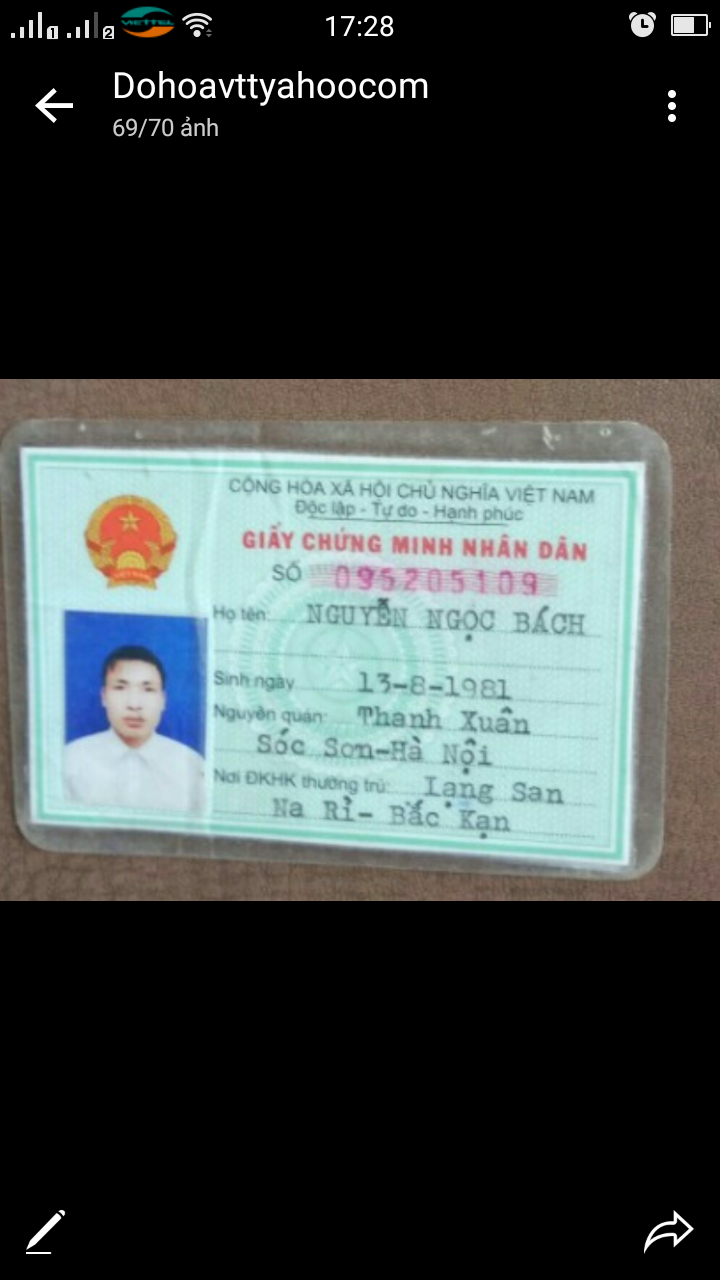 1 2 VIETTEL 17:28
Dohoavttyahoocom
69/70 ảnh
CỘNG HÒA XÃ HỘI CHỦ NGHĨA VIỆT NAM
Độc lập - Tự do - Hạnh phúc
GIẤY CHỨNG MINH NHÂN DÂN
SỐ 095205109
Họ tên: NGUYỄN NGỌC BÁCH
Sinh ngày 13-8-1981
Nguyên quán: Thanh Xuân
Sóc Sơn-Hà Nội
Nơi ĐKHK thường trú: Lạng San
Na Rì- Bắc Kạn